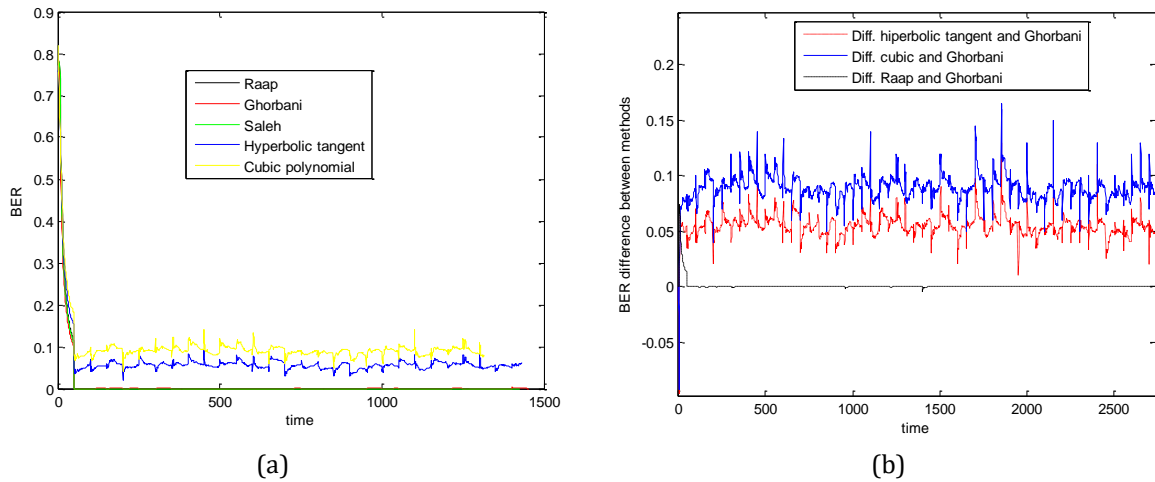 0.9
0.8
0.7
0.6
0.5
0.4
0.3
0.2
0.1
0
BER
Raap
Ghorbani
Saleh
Hyperbolic tangent
Cubic polynomial
0
500
1000
1500
time
(a)
0.2
0.15
0.1
0.05
0
-0.05
BER difference between methods
Diff. hiperbolic tangent and Ghorbani
Diff. cubic and Ghorbani
Diff. Raap and Ghorbani
0
500
1000
1500
2000
2500
time
(b)